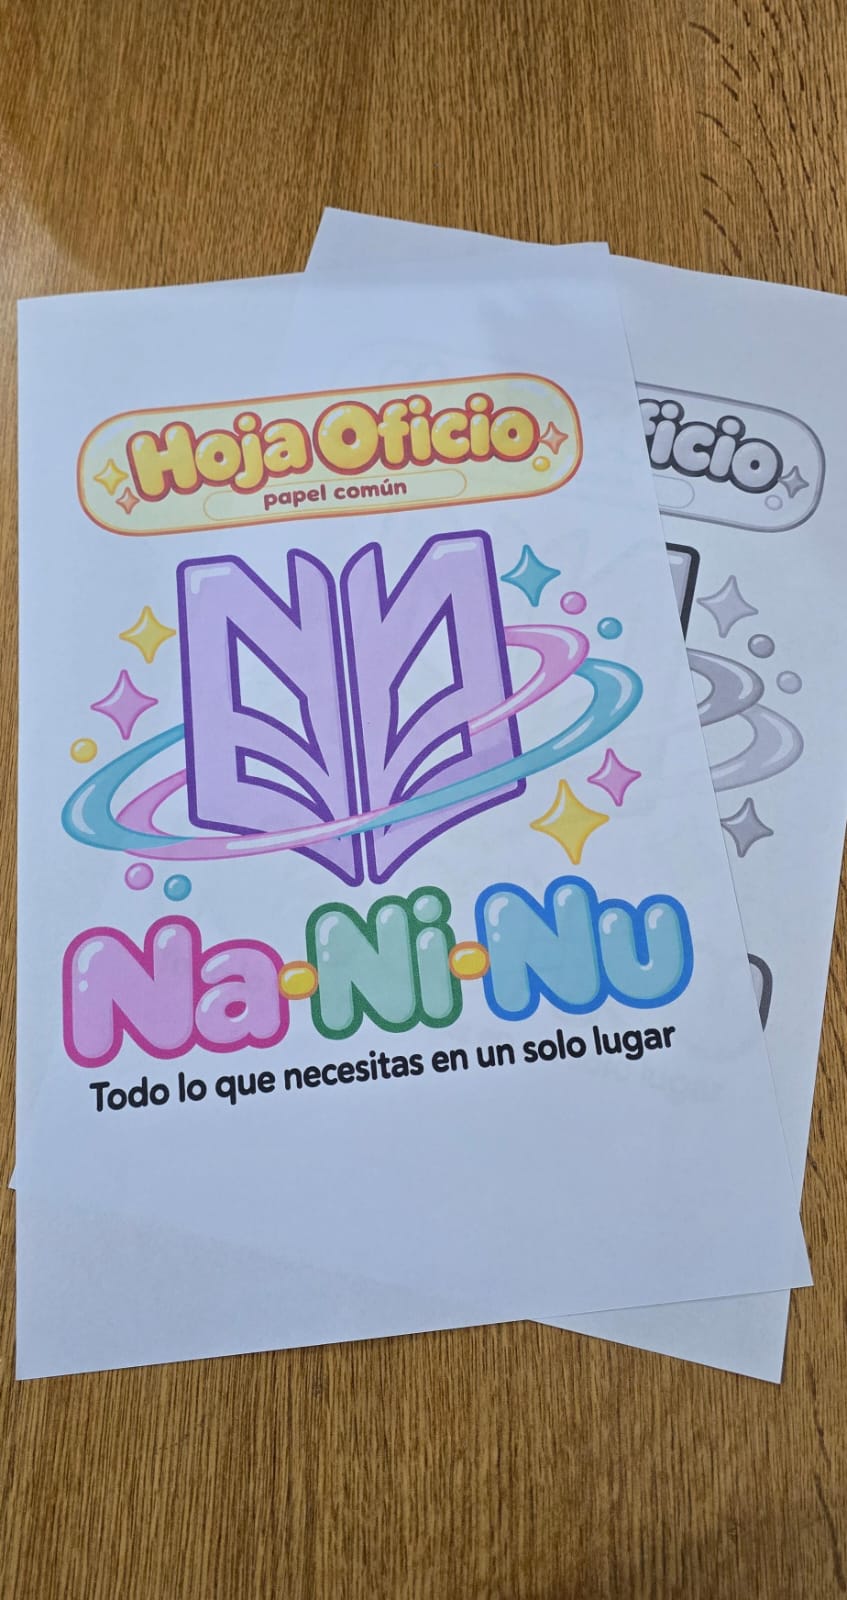 Hoja Oficio
papel común
Na·Ni·Nu
Todo lo que necesitas en un solo lugar
ficio